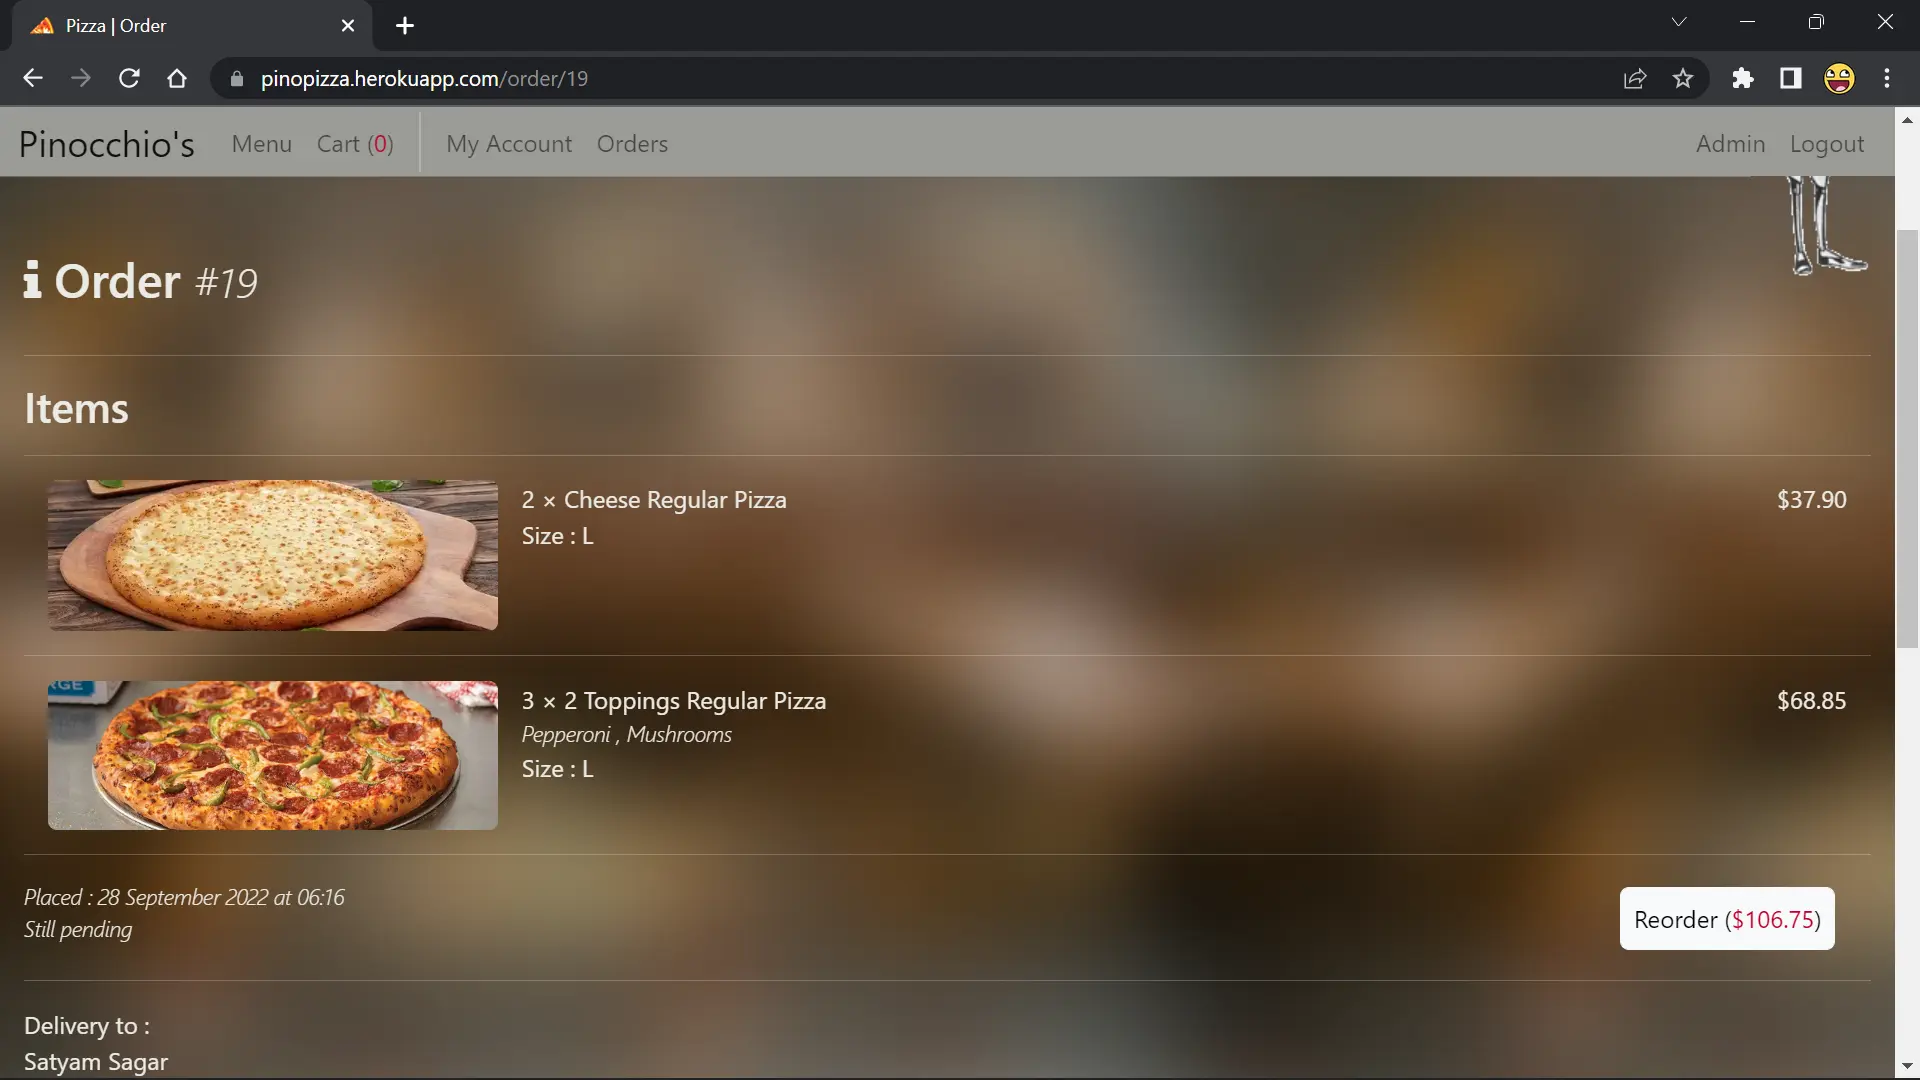 Pizza | Order
pinopizza.herokuapp.com/order/19
Pinocchio's Menu Cart (0) My Account Orders Admin Logout
Order #19
Items
2 × Cheese Regular Pizza $37.90
Size : L
RGE
3 × 2 Toppings Regular Pizza $68.85
Pepperoni , Mushrooms
Size : L
Placed : 28 September 2022 at 06:16
Still pending
Reorder ($106.75)
Delivery to :
Satyam Sagar